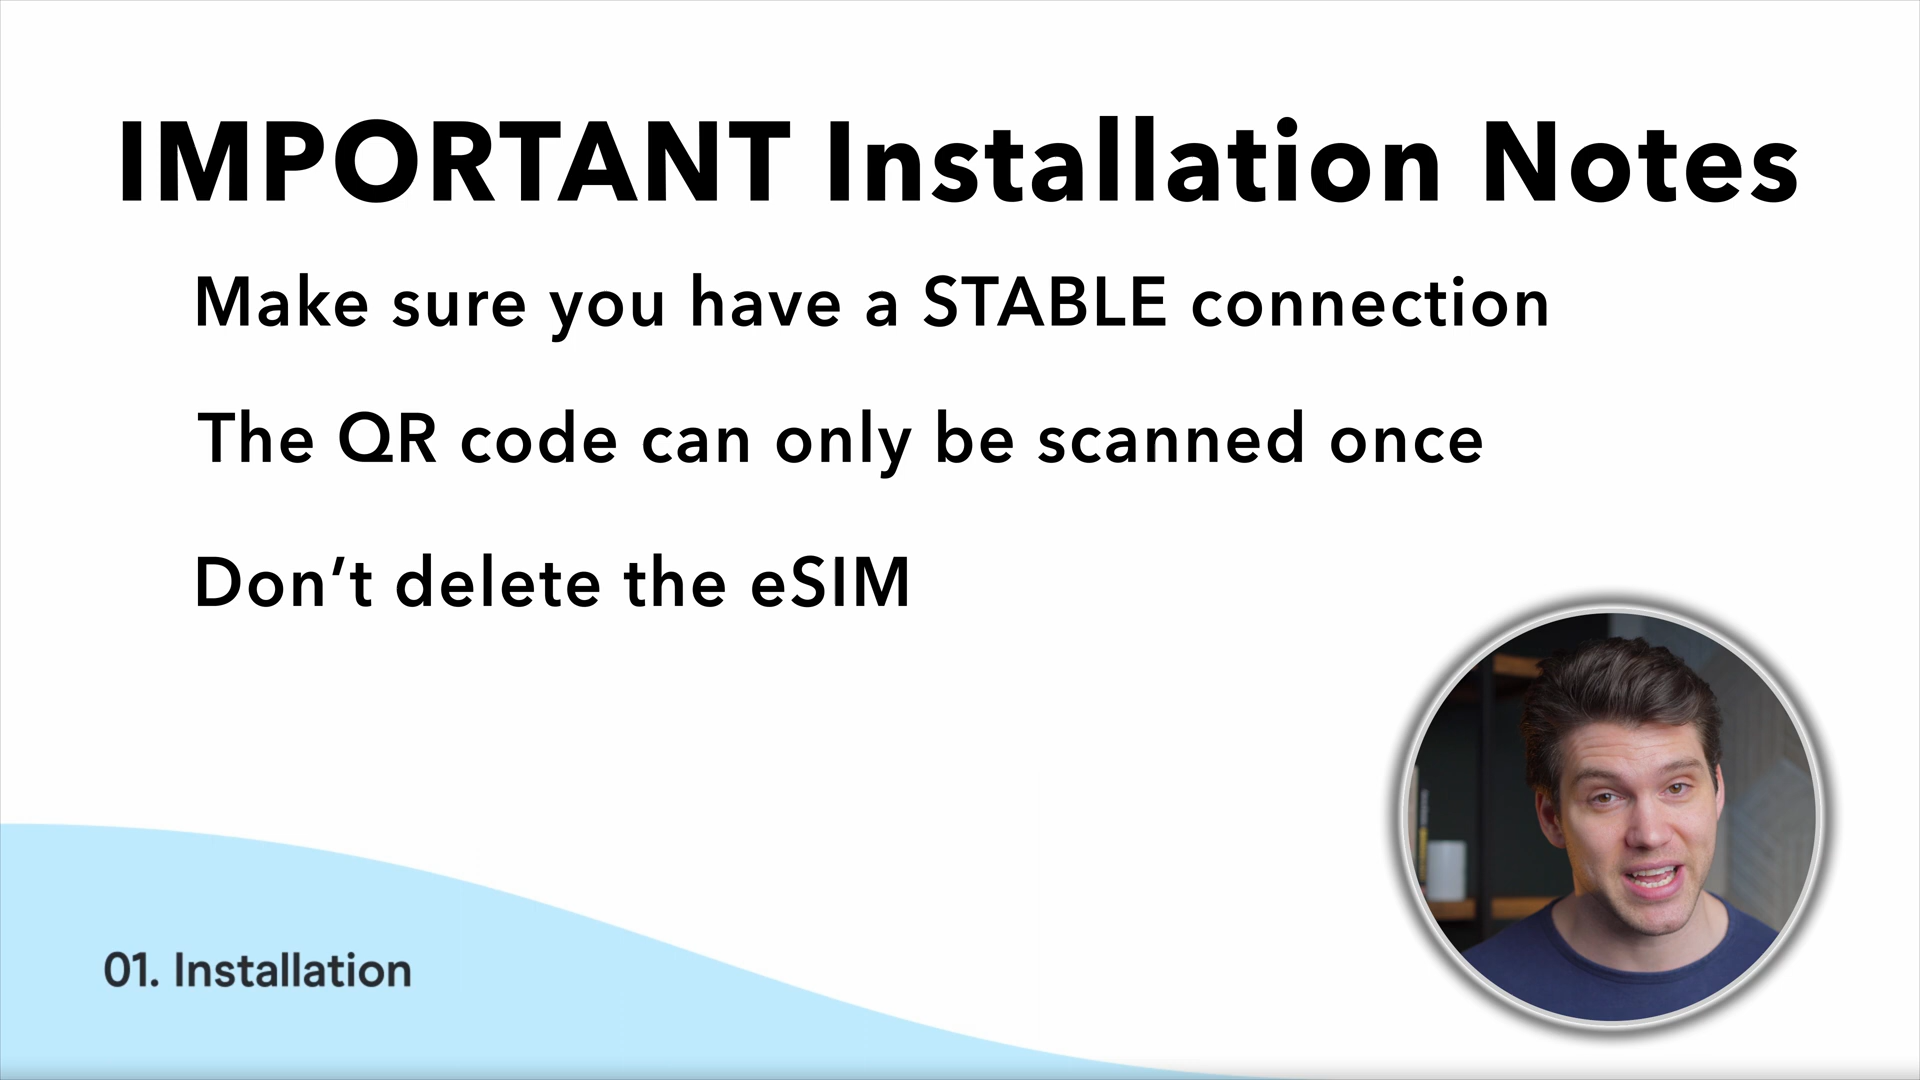 IMPORTANT Installation Notes
Make sure you have a STABLE connection
The QR code can only be scanned once
Don’t delete the eSIM
01. Installation